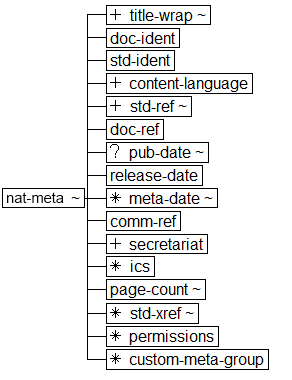 + title-wrap ~
doc-ident
std-ident
+ content-language
+ std-ref ~
doc-ref
? pub-date ~
release-date
nat-meta ~
* meta-date ~
comm-ref
+ secretariat
* ics
page-count ~
* std-xref ~
* permissions
* custom-meta-group